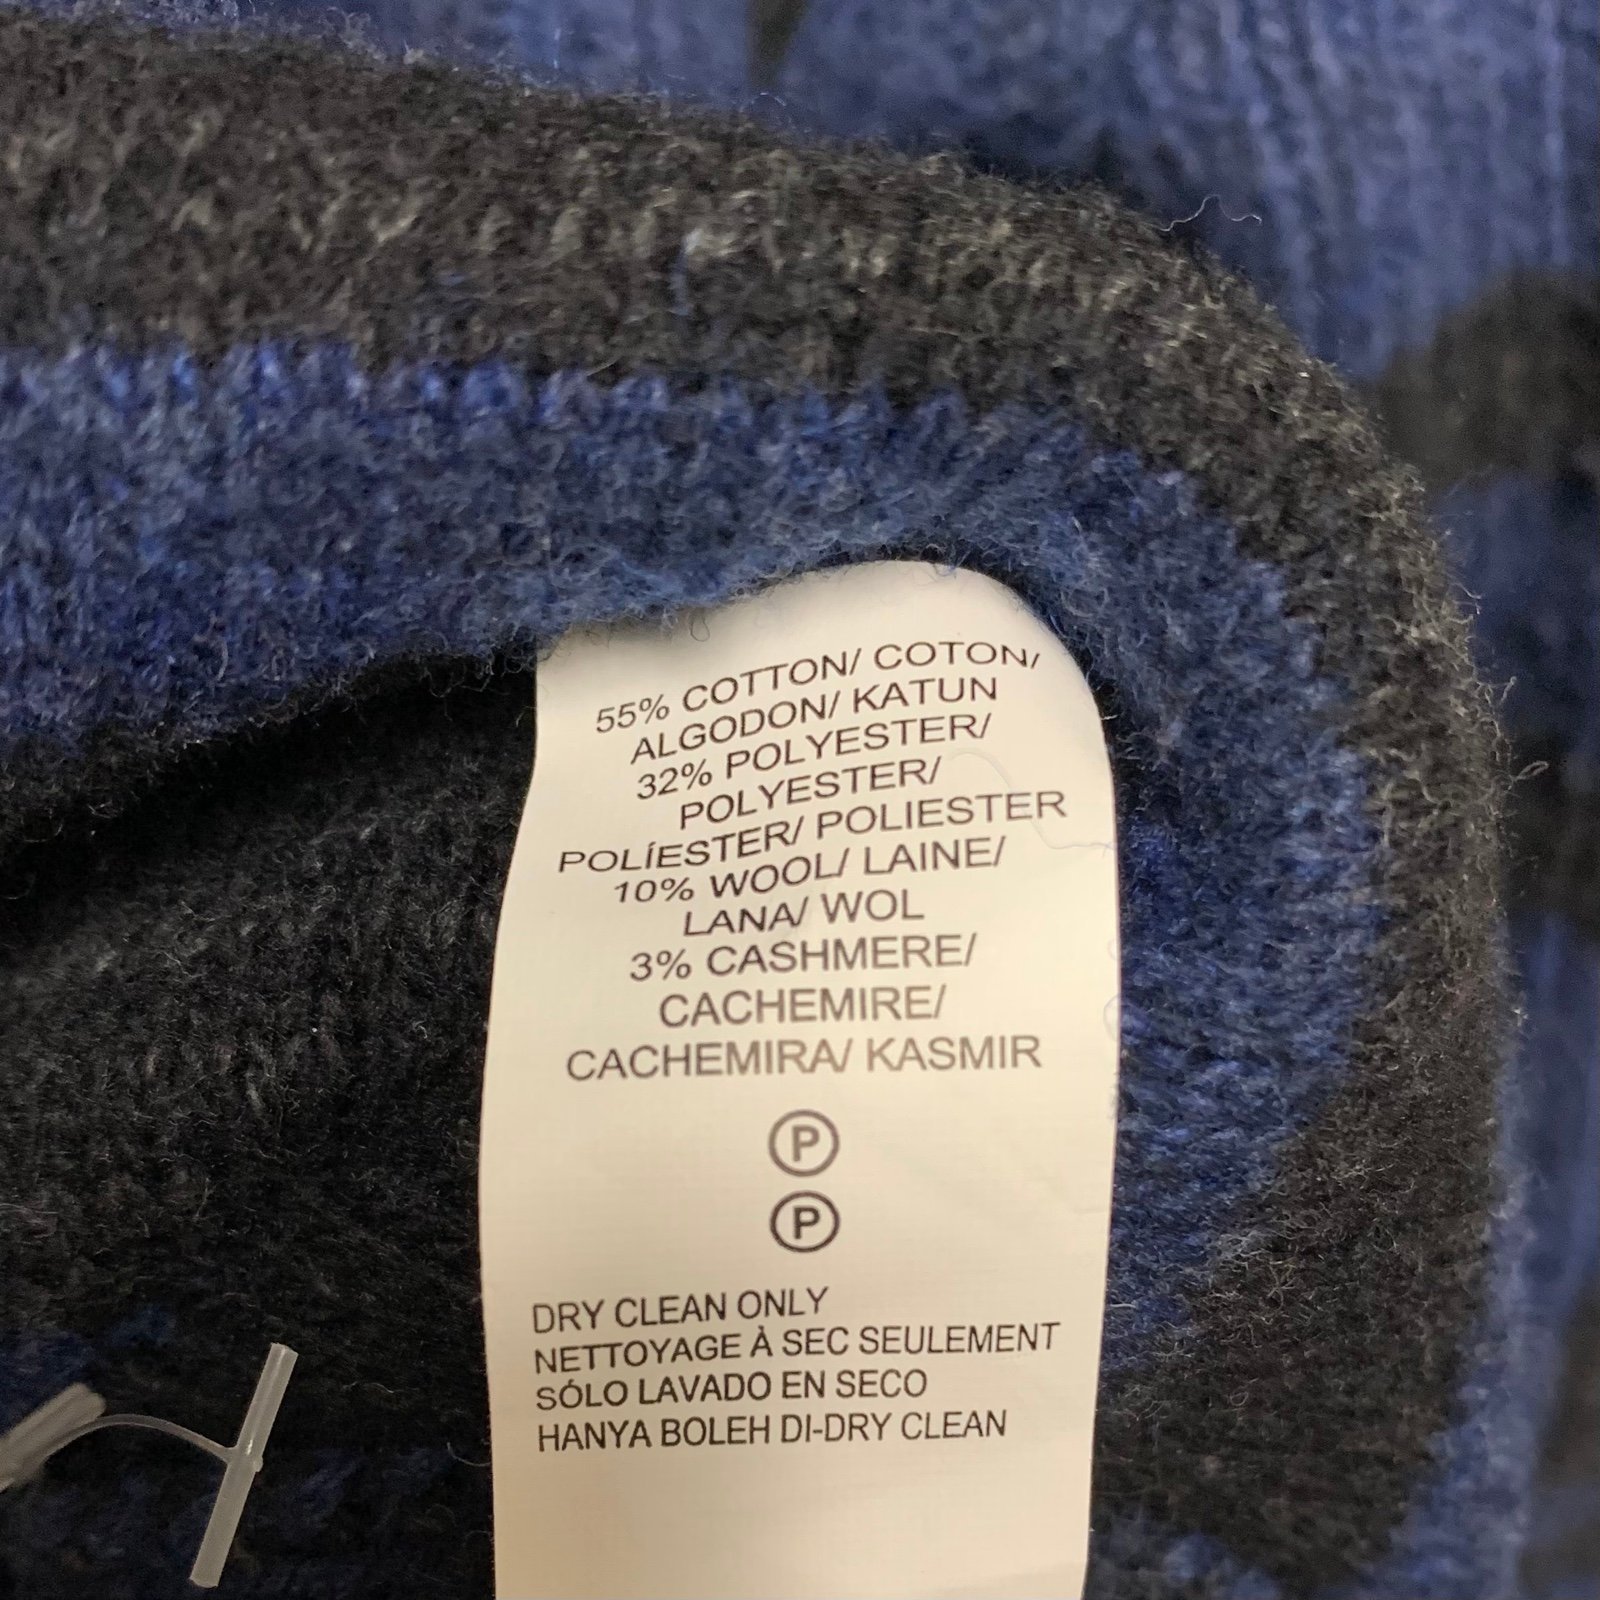 55% COTTON/ COTON/
ALGODON/ KATUN
32% POLYESTER/
POLYESTER/
POLÍESTER/ POLIESTER
10% WOOL/ LAINE/
LANA/ WOL
3% CASHMERE/
CACHEMIRE/
CACHEMIRA/ KASMIR
P
P
DRY CLEAN ONLY
NETTOYAGE À SEC SEULEMENT
SÓLO LAVADO EN SECO
HANYA BOLEH DI-DRY CLEAN